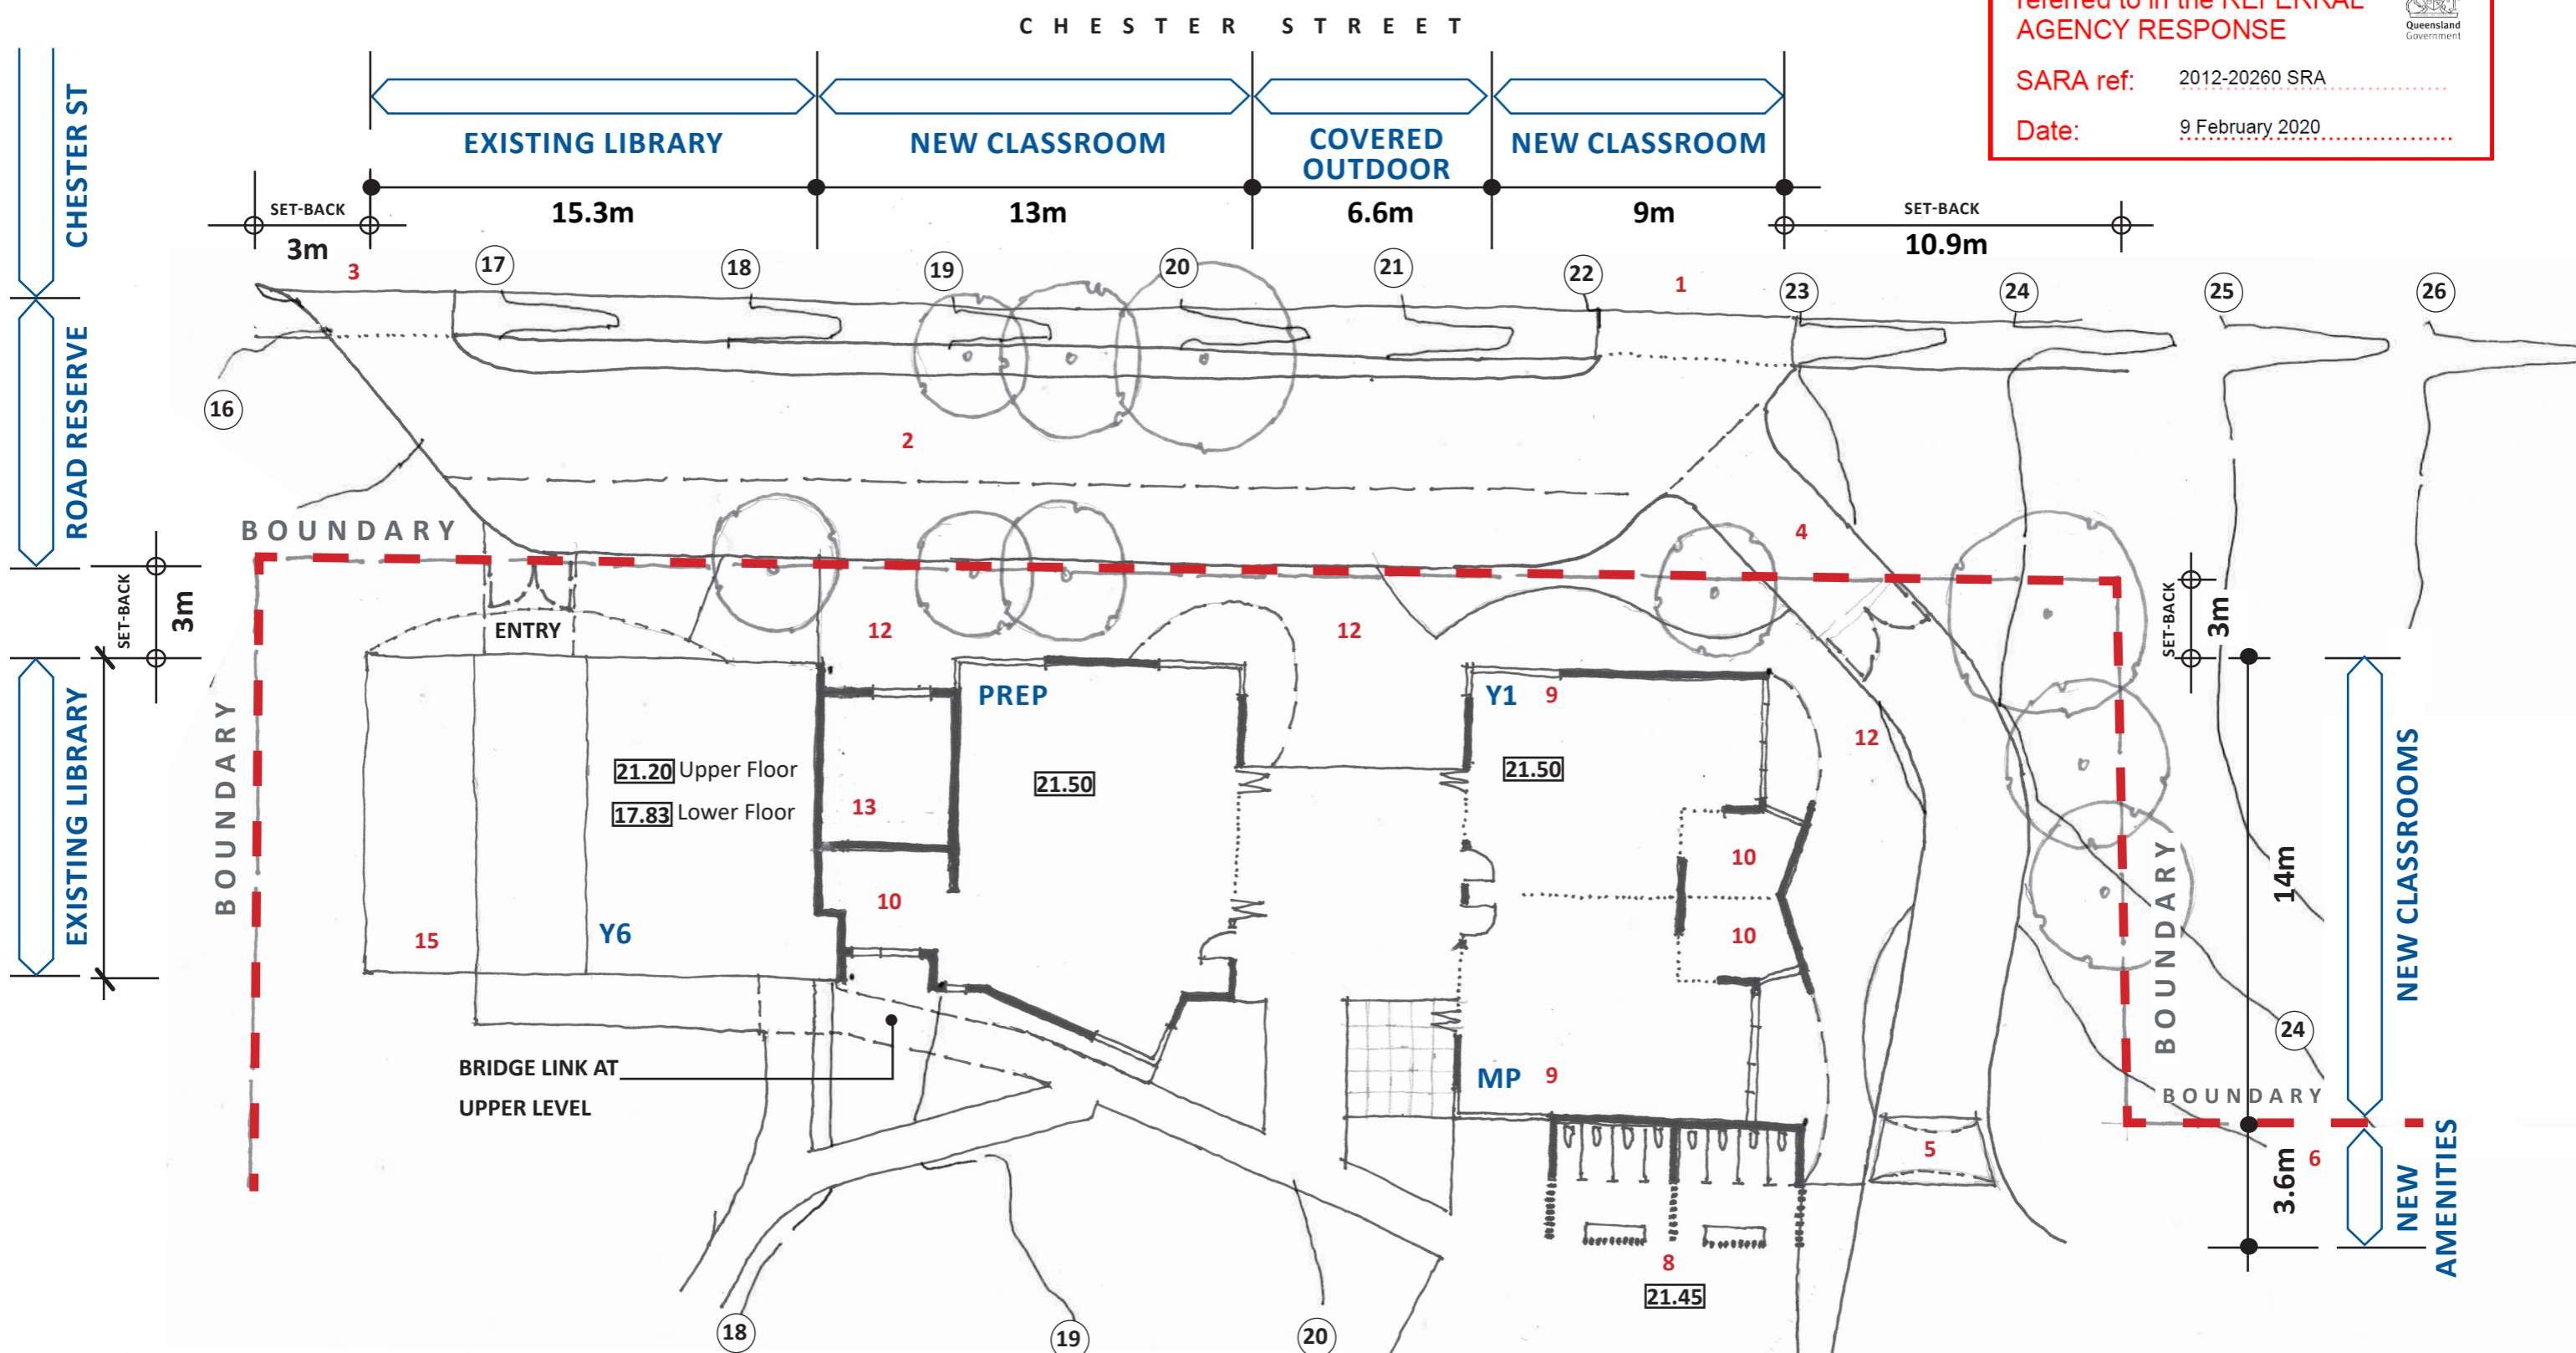 CHESTER STREET
referred to in the REFERRAL
AGENCY RESPONSE
Queensland
Government
SARA ref: 2012-20260 SRA
Date: 9 February 2020
CHESTER ST
ROAD RESERVE
EXISTING LIBRARY
EXISTING LIBRARY
NEW CLASSROOM
COVERED
OUTDOOR
NEW CLASSROOM
SET-BACK
3m
15.3m
13m
6.6m
9m
SET-BACK
10.9m
3
17
18
19
20
21
22
1
23
24
25
26
16
2
4
BOUNDARY
SET-BACK
3m
ENTRY
12
12
SET-BACK
3m
BOUNDARY
PREP
Y1
9
12
21.20 Upper Floor
17.83 Lower Floor
21.50
21.50
13
10
10
10
15
Y6
14m
BOUNDARY
NEW CLASSROOMS
24
BRIDGE LINK AT
UPPER LEVEL
MP
9
BOUNDARY
5
6
3.6m
NEW
AMENITIES
8
21.45
18
19
20